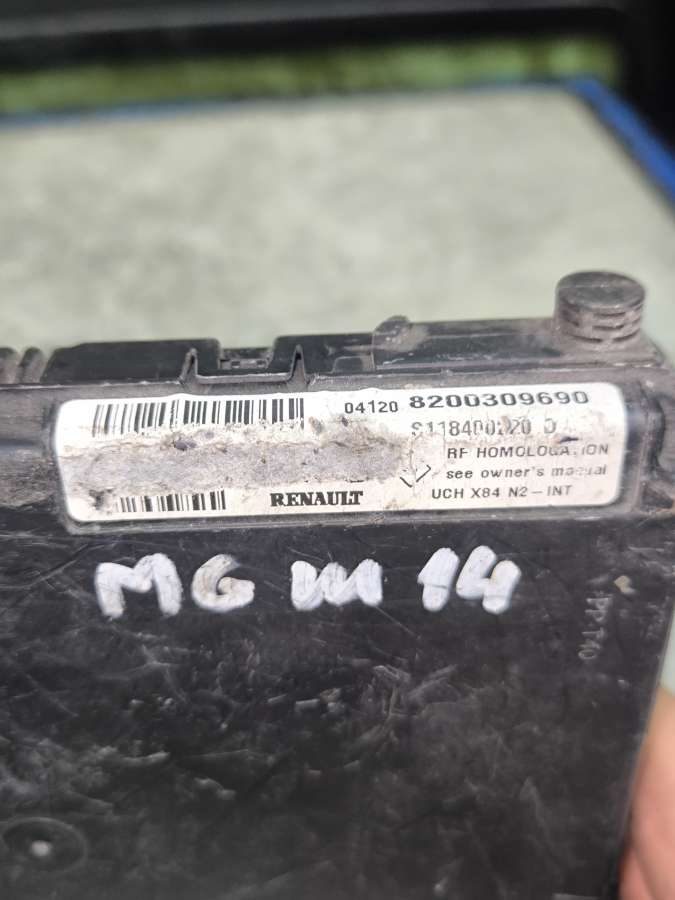 04120 8200309690
RF HOMOLOGATION
see owner's manual
RENAULT
UCH X84 N2-INT
MG III 14